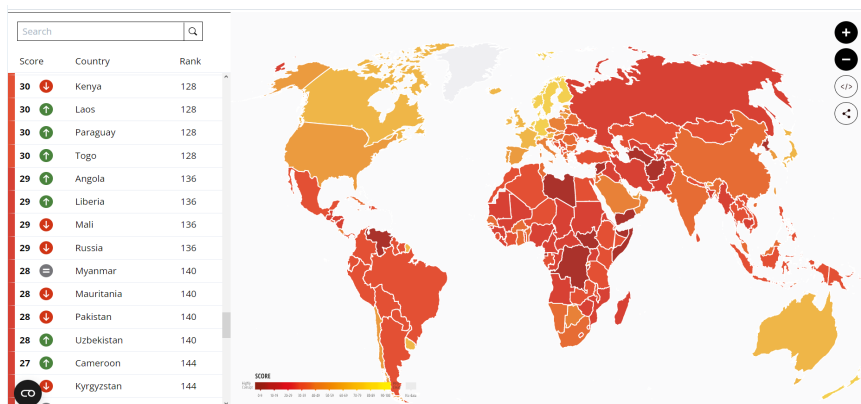 Search
Score Country Rank
30 Kenya 128
30 Laos 128
30 Paraguay 128
30 Togo 128
29 Angola 136
29 Liberia 136
29 Mali 136
29 Russia 136
28 Myanmar 140
28 Mauritania 140
28 Pakistan 140
28 Uzbekistan 140
27 Cameroon 144
Kyrgyzstan 144
</>
SCORE